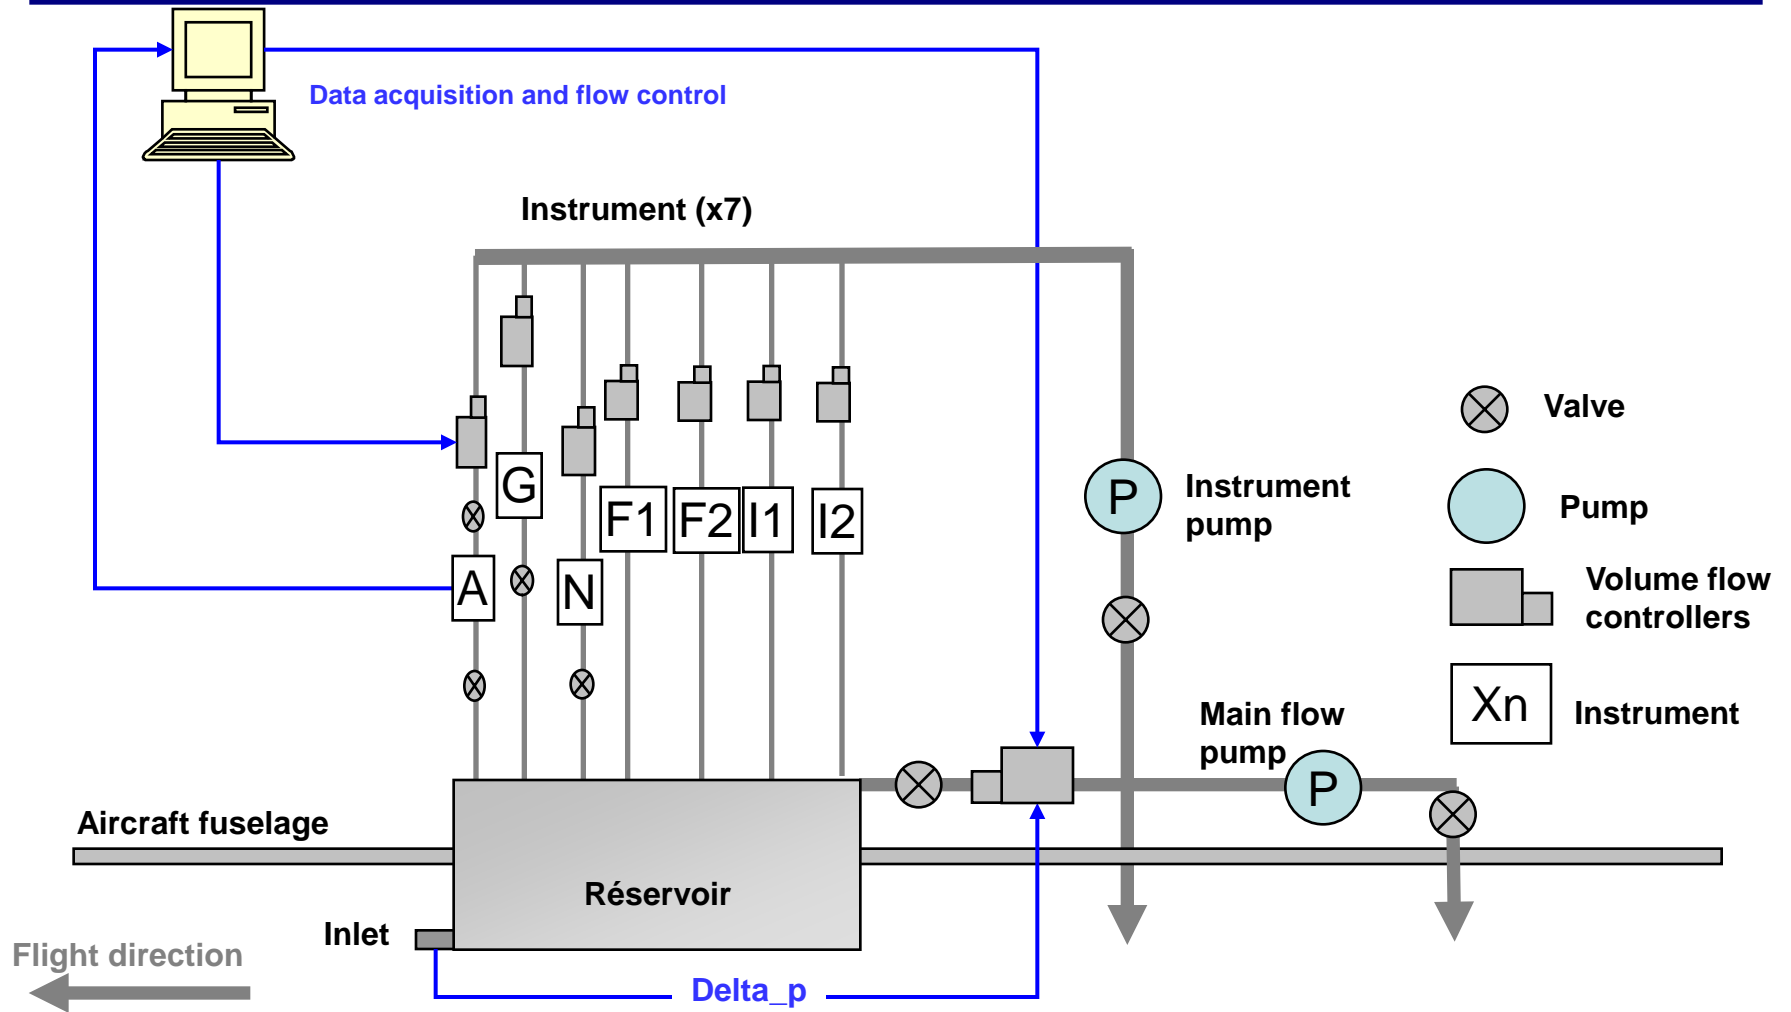 Data acquisition and flow control
Instrument (x7)
G
F1
F2
I1
I2
A
N
P
Instrument
pump
Valve
Pump
Volume flow
controllers
Xn
Instrument
Main flow
pump
P
Aircraft fuselage
Réservoir
Inlet
Flight direction
Delta_p